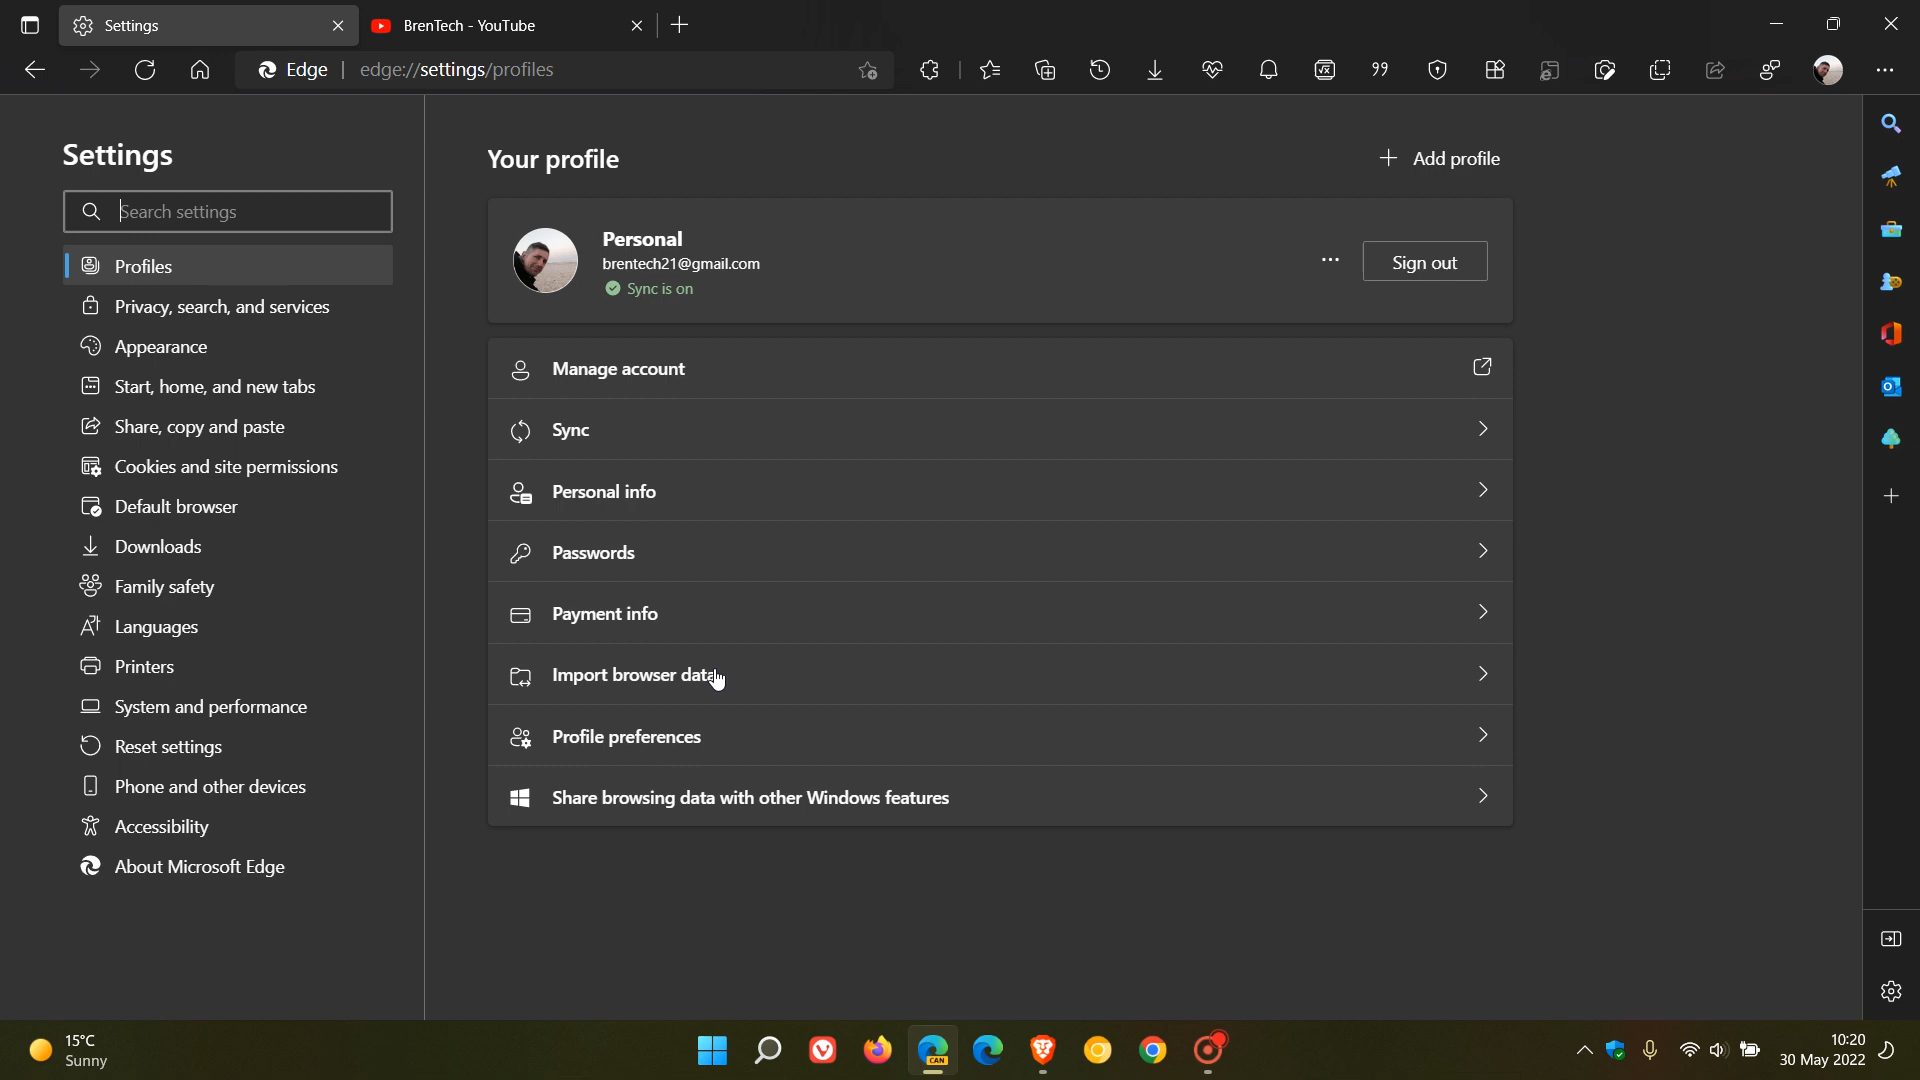 Settings
BrenTech - YouTube
Edge
edge://settings/profiles
Settings
Search settings
Profiles
Privacy, search, and services
Appearance
Start, home, and new tabs
Share, copy and paste
Cookies and site permissions
Default browser
Downloads
Family safety
Languages
Printers
System and performance
Reset settings
Phone and other devices
Accessibility
About Microsoft Edge
Your profile
Add profile
Personal
brentech21@gmail.com
Sync is on
Sign out
Manage account
Sync
Personal info
Passwords
Payment info
Import browser data
Profile preferences
Share browsing data with other Windows features
15°C
Sunny
CAN
10:20
30 May 2022